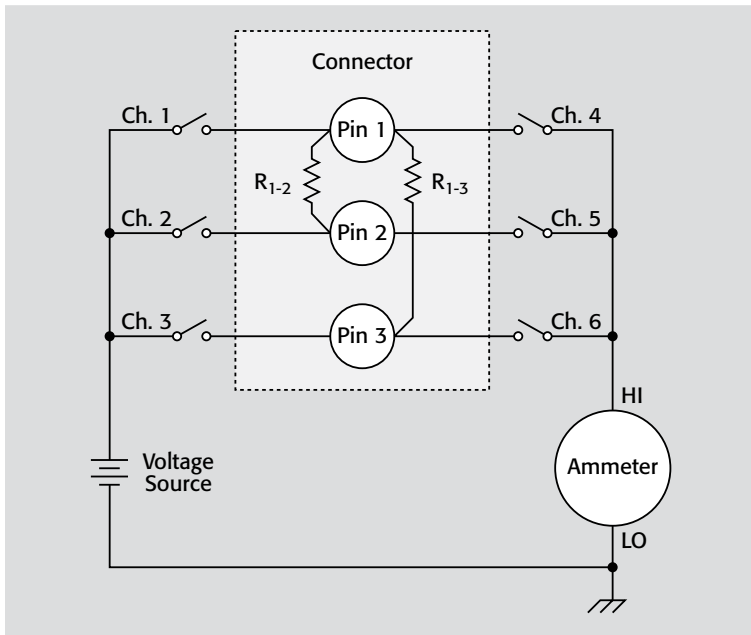 Connector
Ch. 1
Pin 1
Ch. 4
R1-2
R1-3
Ch. 2
Pin 2
Ch. 5
Ch. 3
Pin 3
Ch. 6
HI
Voltage
Source
Ammeter
LO